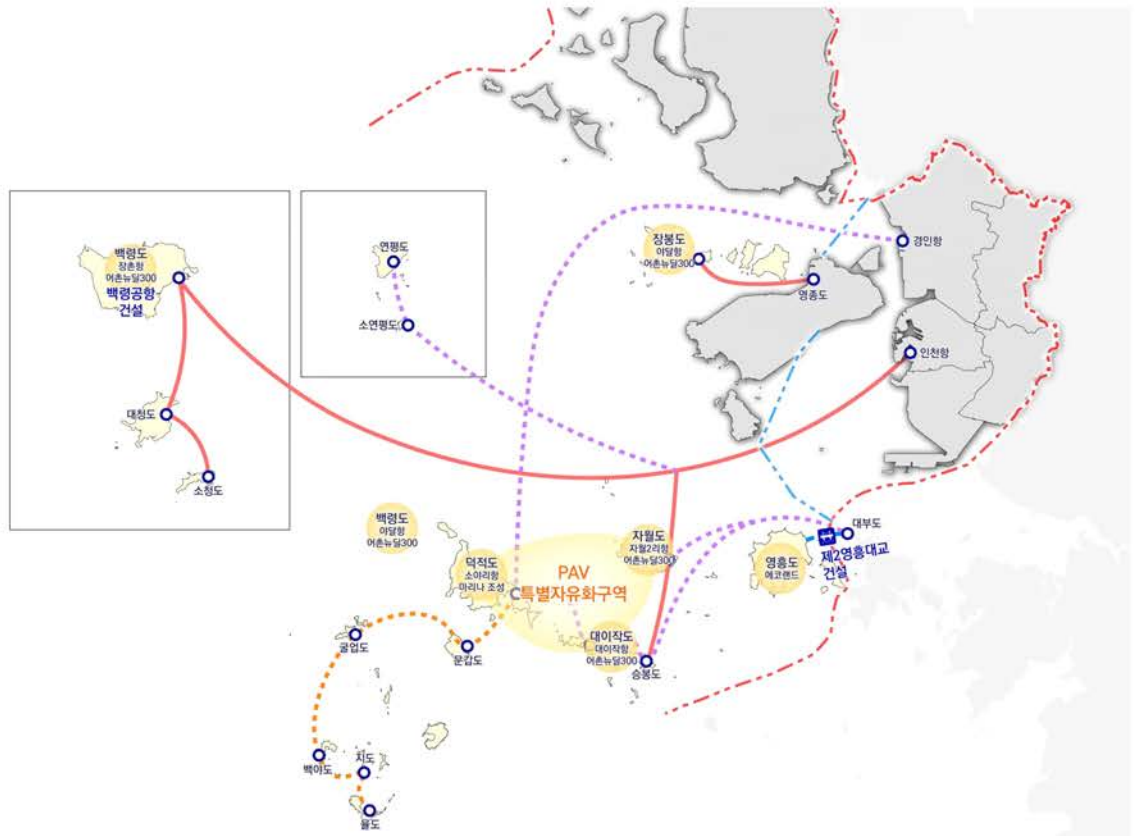 백령도
장촌항
어촌뉴딜300
백령공항
건설
대청도
소청도
연평도
소연평도
장봉도
야달항
어촌뉴딜300
영종도
경인항
인천항
백령도
야달항
어촌뉴딜300
덕적도
소야리항
마리나 조성
PAV
특별자유화구역
자월도
자월2리항
어촌뉴딜300
대이작도
대이작항
어촌뉴딜300
승봉도
영흥도
에코랜드
대부도
제2영흥대교
건설
굴업도
문갑도
백아도
지도
울도